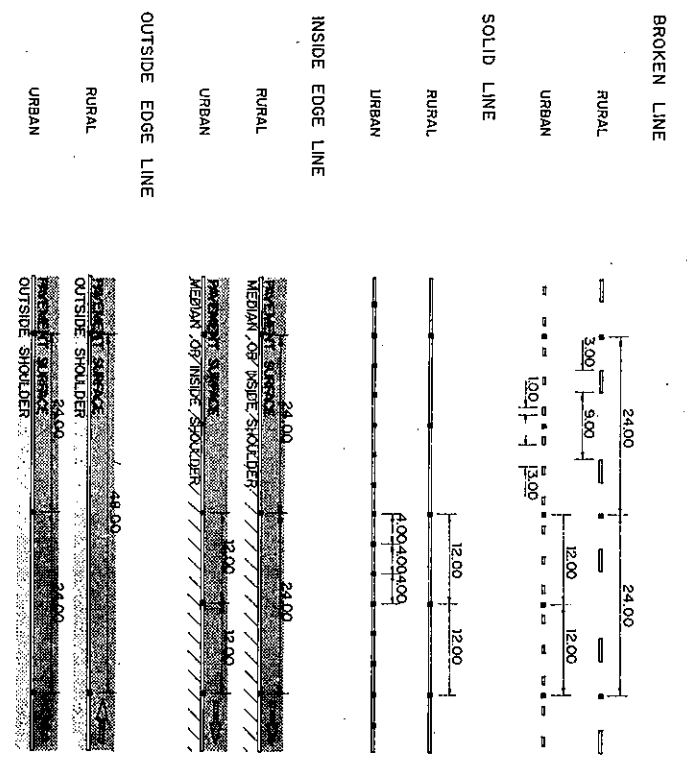 BROKEN LINE
RURAL
24.00
24.00
3.00
9.00
URBAN
12.00
12.00
1.00
3.00
SOLID LINE
RURAL
12.00
12.00
URBAN
4.00
4.00
4.00
INSIDE EDGE LINE
RURAL
PAVEMENT SURFACE
24.00
24.00
MEDIAN OR INSIDE SHOULDER
URBAN
PAVEMENT SURFACE
12.00
12.00
MEDIAN OR INSIDE SHOULDER
OUTSIDE EDGE LINE
RURAL
PAVEMENT SURFACE
48.00
OUTSIDE SHOULDER
URBAN
PAVEMENT SURFACE
24.00
24.00
OUTSIDE SHOULDER